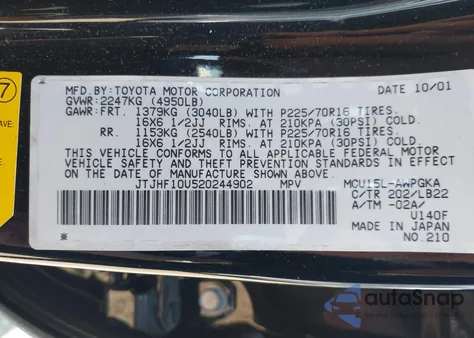 7
AVE.
MFD.BY:TOYOTA MOTOR CORPORATION DATE 10/01
GVWR:2247KG (4950LB)
GAWR:FRT. 1379KG (3040LB) WITH P225/70R16 TIRES.
16X6 1/2JJ RIMS. AT 210KPA (30PSI) COLD.
RR. 1153KG (2540LB) WITH P225/70R16 TIRES.
16X6 1/2JJ RIMS. AT 210KPA (30PSI) COLD.
THIS VEHICLE CONFORMS TO ALL APPLICABLE FEDERAL MOTOR
VEHICLE SAFETY, BUMPER, AND THEFT PREVENTION
STANDARDS IN EFFECT ON THE DATE OF MANUFACTURE
SHOWN ABOVE.
JTJHF10U520244902 MPV MCU15L-AWPGKA
C/TR 202/LB22
A/TM -02A/
U140F
MADE IN JAPAN
NO.210
autoSnap